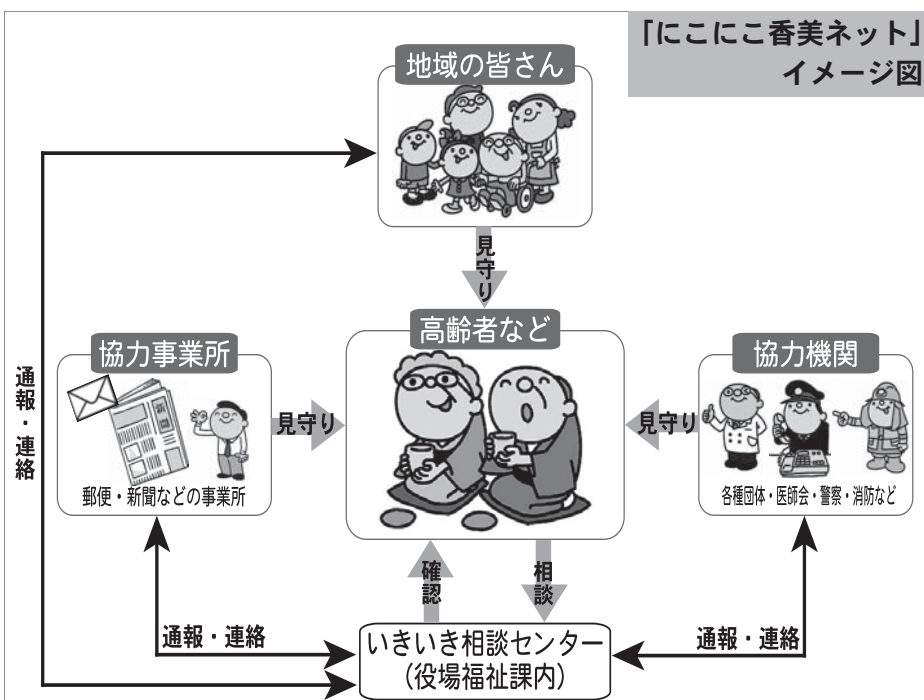 「にこにこ香美ネット」
イメージ図
地域の皆さん
見守り
高齢者など
協力事業所
新聞
郵便・新聞などの事業所
見守り
協力機関
各種団体・医師会・警察・消防など
見守り
通報・連絡
確認
相談
通報・連絡
通報・連絡
いきいき相談センター
（役場福祉課内）